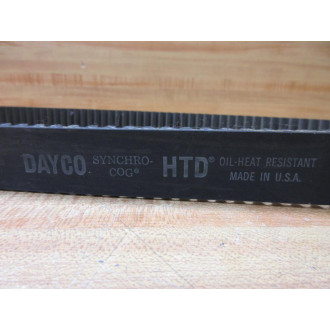 DAYCO SYNCHRO- HTD® OIL-HEAT RESISTANT
COG® MADE IN U.S.A.